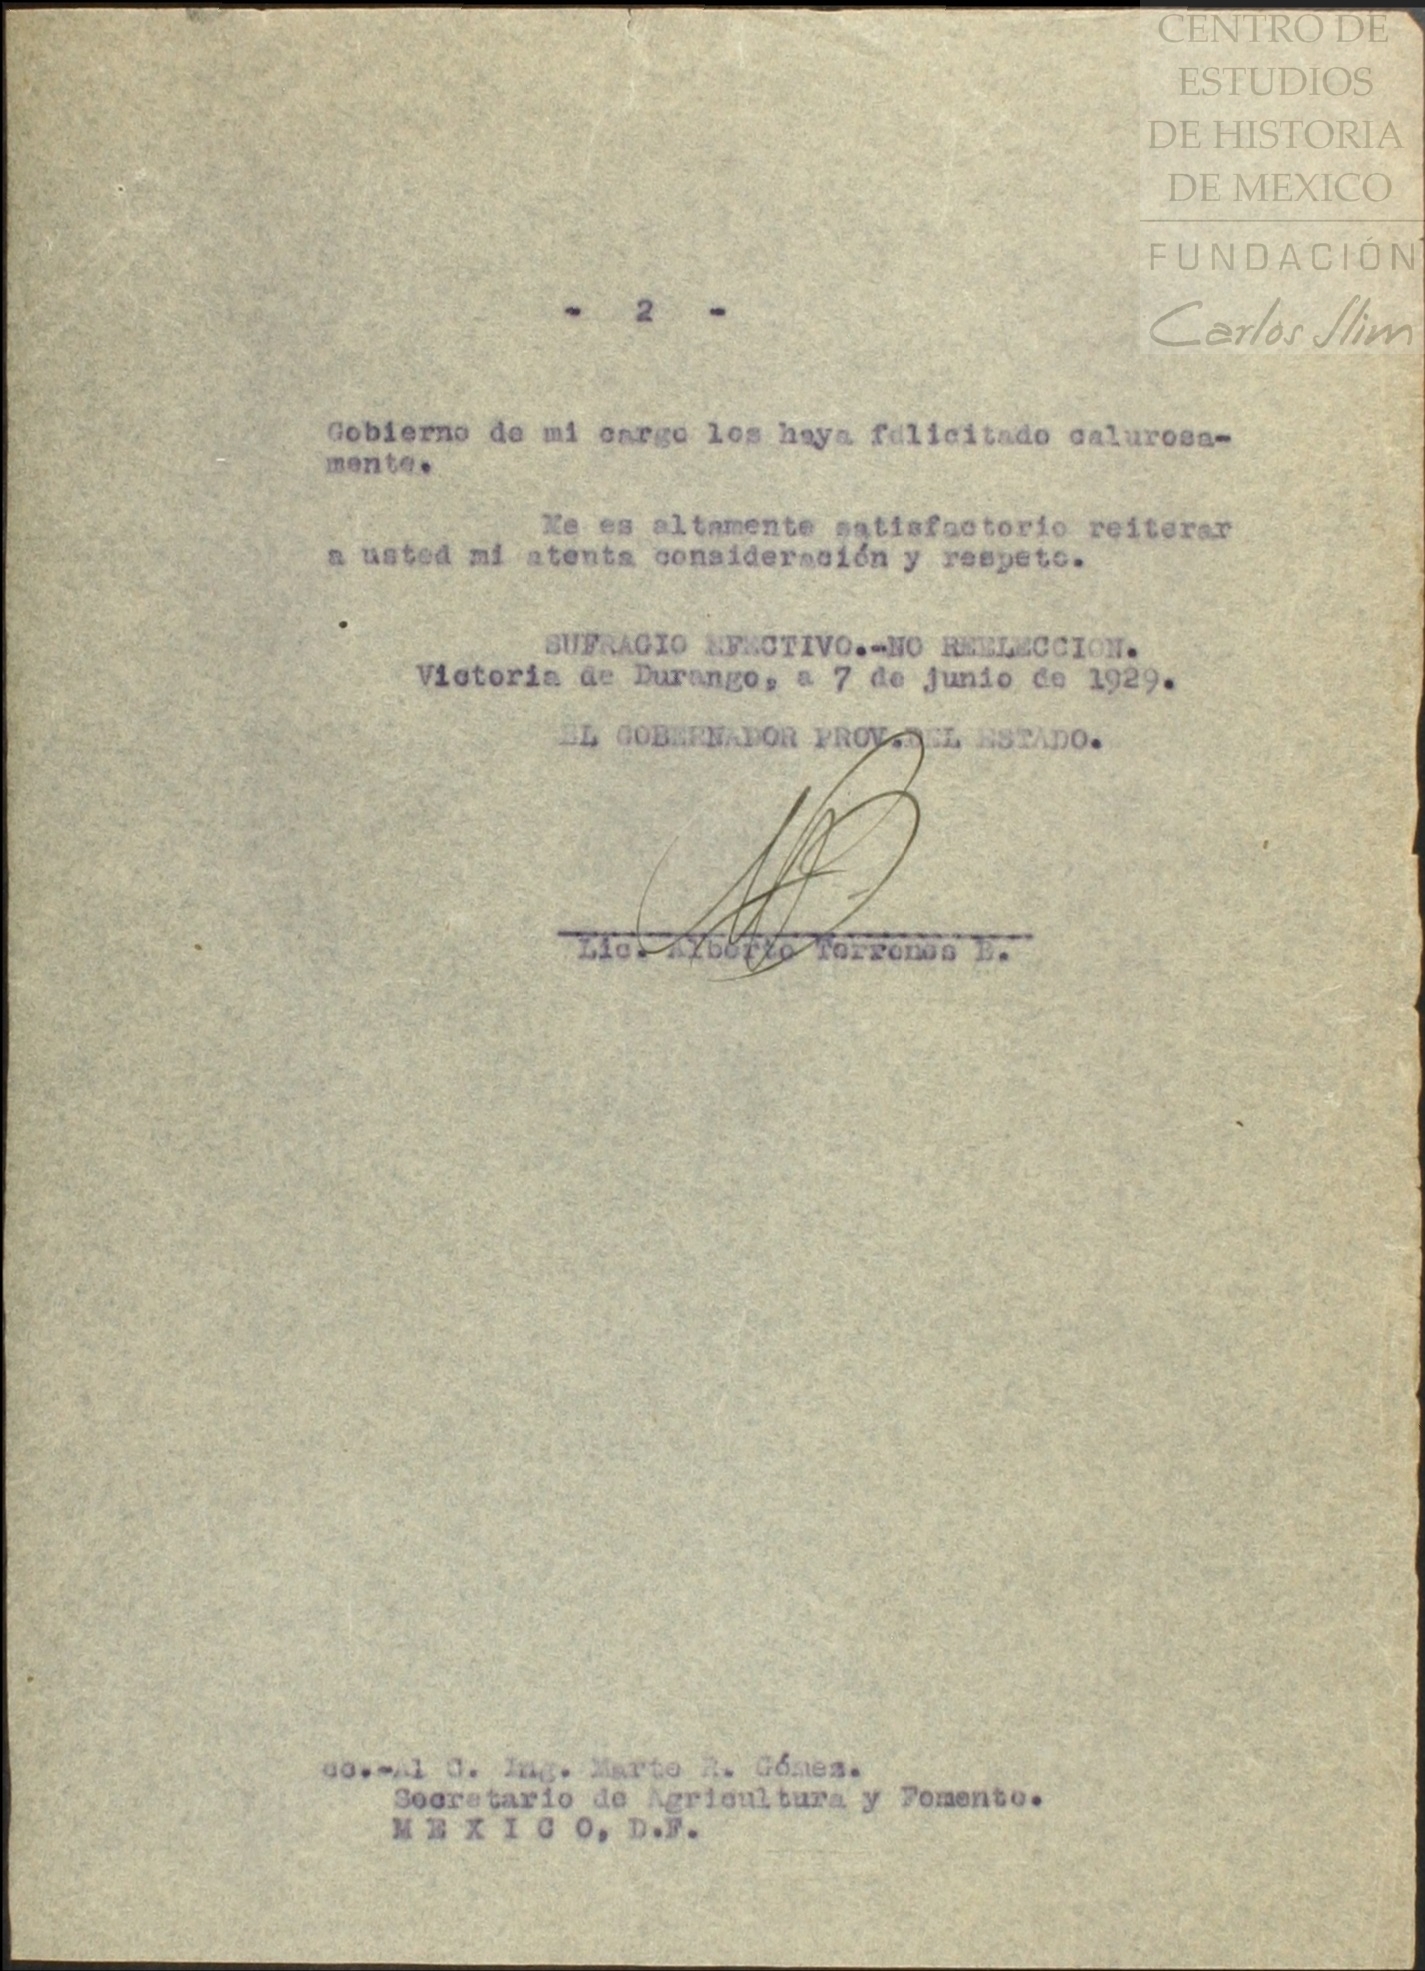 CENTRO DE
ESTUDIOS
DE HISTORIA
DE MEXICO
FUNDACIÓN
Carlos Slim
- 2 -
Gobierno de mi cargo los haya felicitado calurosa-
mente.
Me es altamente satisfactorio reiterar
a usted mi atenta consideración y respeto.
SUFRAGIO EFECTIVO.-NO REELECCION.
Victoria de Durango, a 7 de junio de 1929.
EL GOBERNADOR PROV.DEL ESTADO.
Lic. Alberto Terrones B.
cc.-Al C. Ing. Marte R. Gómez.
Secretario de Agricultura y Fomento.
M E X I C O, D.F.